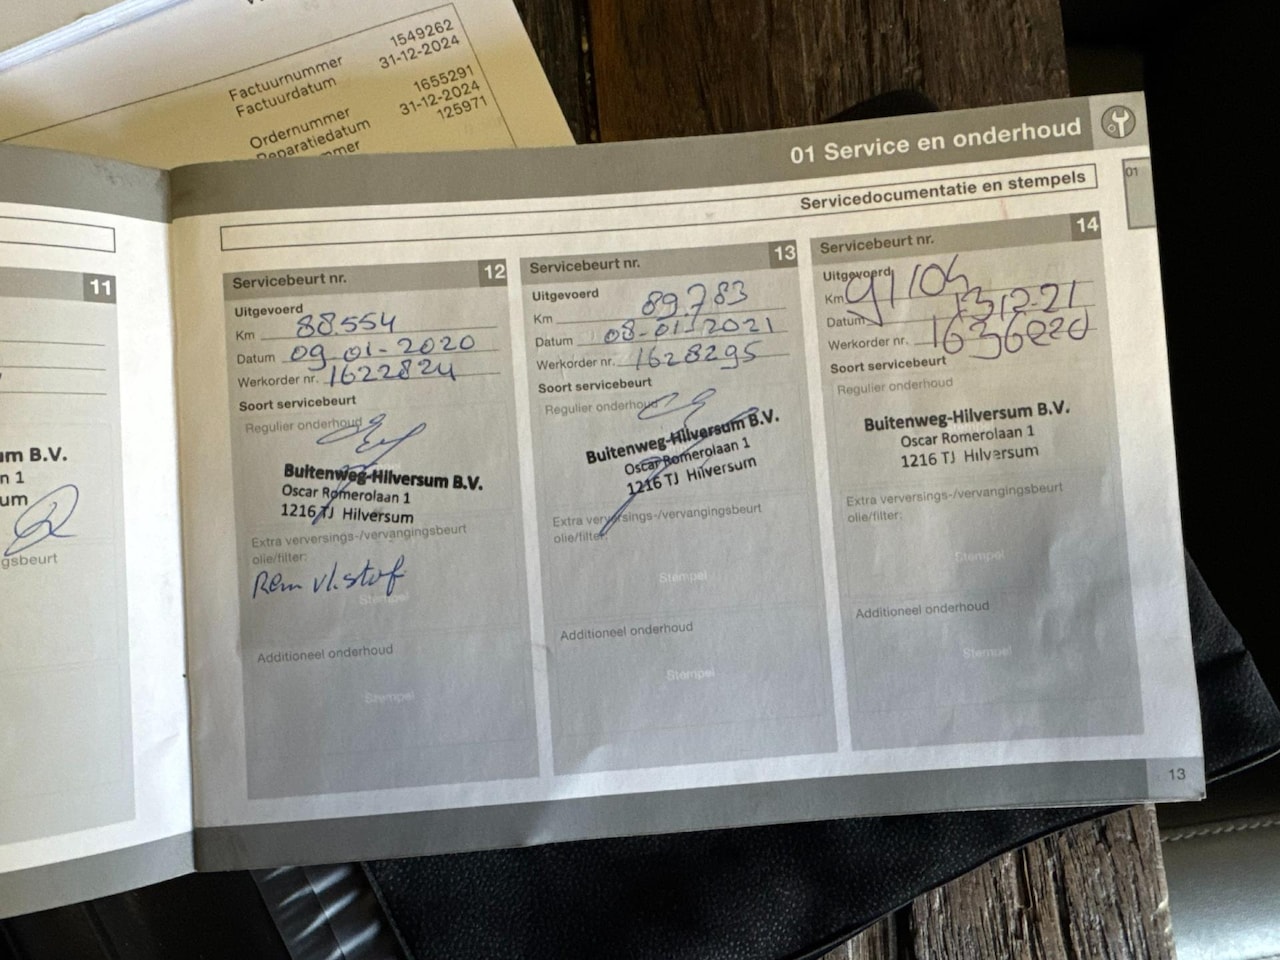 Factuurnummer 1549262
Factuurdatum 31-12-2024
Ordernummer 1655291
Reparatiedatum 31-12-2024
mmer 125971
01 Service en onderhoud
01
Servicedocumentatie en stempels
11
um B.V.
n 1
um
gsbeurt
Servicebeurt nr. 12
Uitgevoerd
Km 88.554
Datum 09-01-2020
Werkorder nr. 1622824
Soort servicebeurt
Regulier onderhoud
Buitenweg-Hilversum B.V.
Oscar Romerolaan 1
1216 TJ Hilversum
Extra verversings-/vervangingsbeurt
olie/filter:
Rem vl.stof
Stempel
Additioneel onderhoud
Stempel
Servicebeurt nr. 13
Uitgevoerd
Km 89.783
Datum 08-01-2021
Werkorder nr. 1628295
Soort servicebeurt
Regulier onderhoud
Buitenweg-Hilversum B.V.
Oscar Romerolaan 1
1216 TJ Hilversum
Extra verversings-/vervangingsbeurt
olie/filter:
Stempel
Additioneel onderhoud
Stempel
Servicebeurt nr. 14
Uitgevoerd
Km
Datum
Werkorder nr.
Soort servicebeurt
Regulier onderhoud
Buitenweg-Hilversum B.V.
Oscar Romerolaan 1
1216 TJ Hilversum
Extra verversings-/vervangingsbeurt
olie/filter:
Stempel
Additioneel onderhoud
Stempel
13